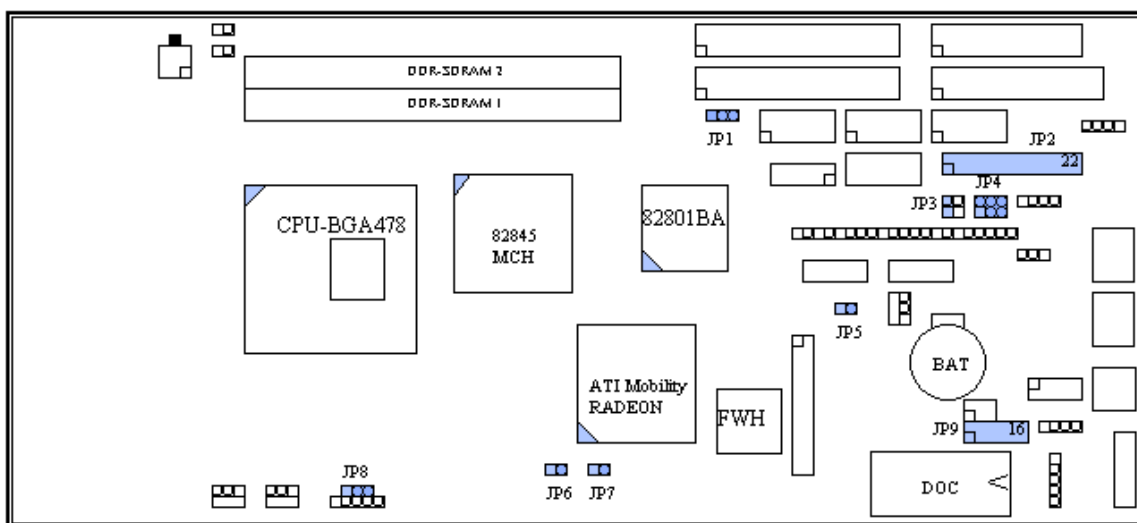 DDR-SDRAM 2
DDR-SDRAM 1
JP1
JP2
22
JP4
JP3
CPU-BGA478
82845
MCH
82801BA
JP5
BAT
ATI Mobility
RADEON
FWH
JP9
16
JP8
JP6
JP7
DOC